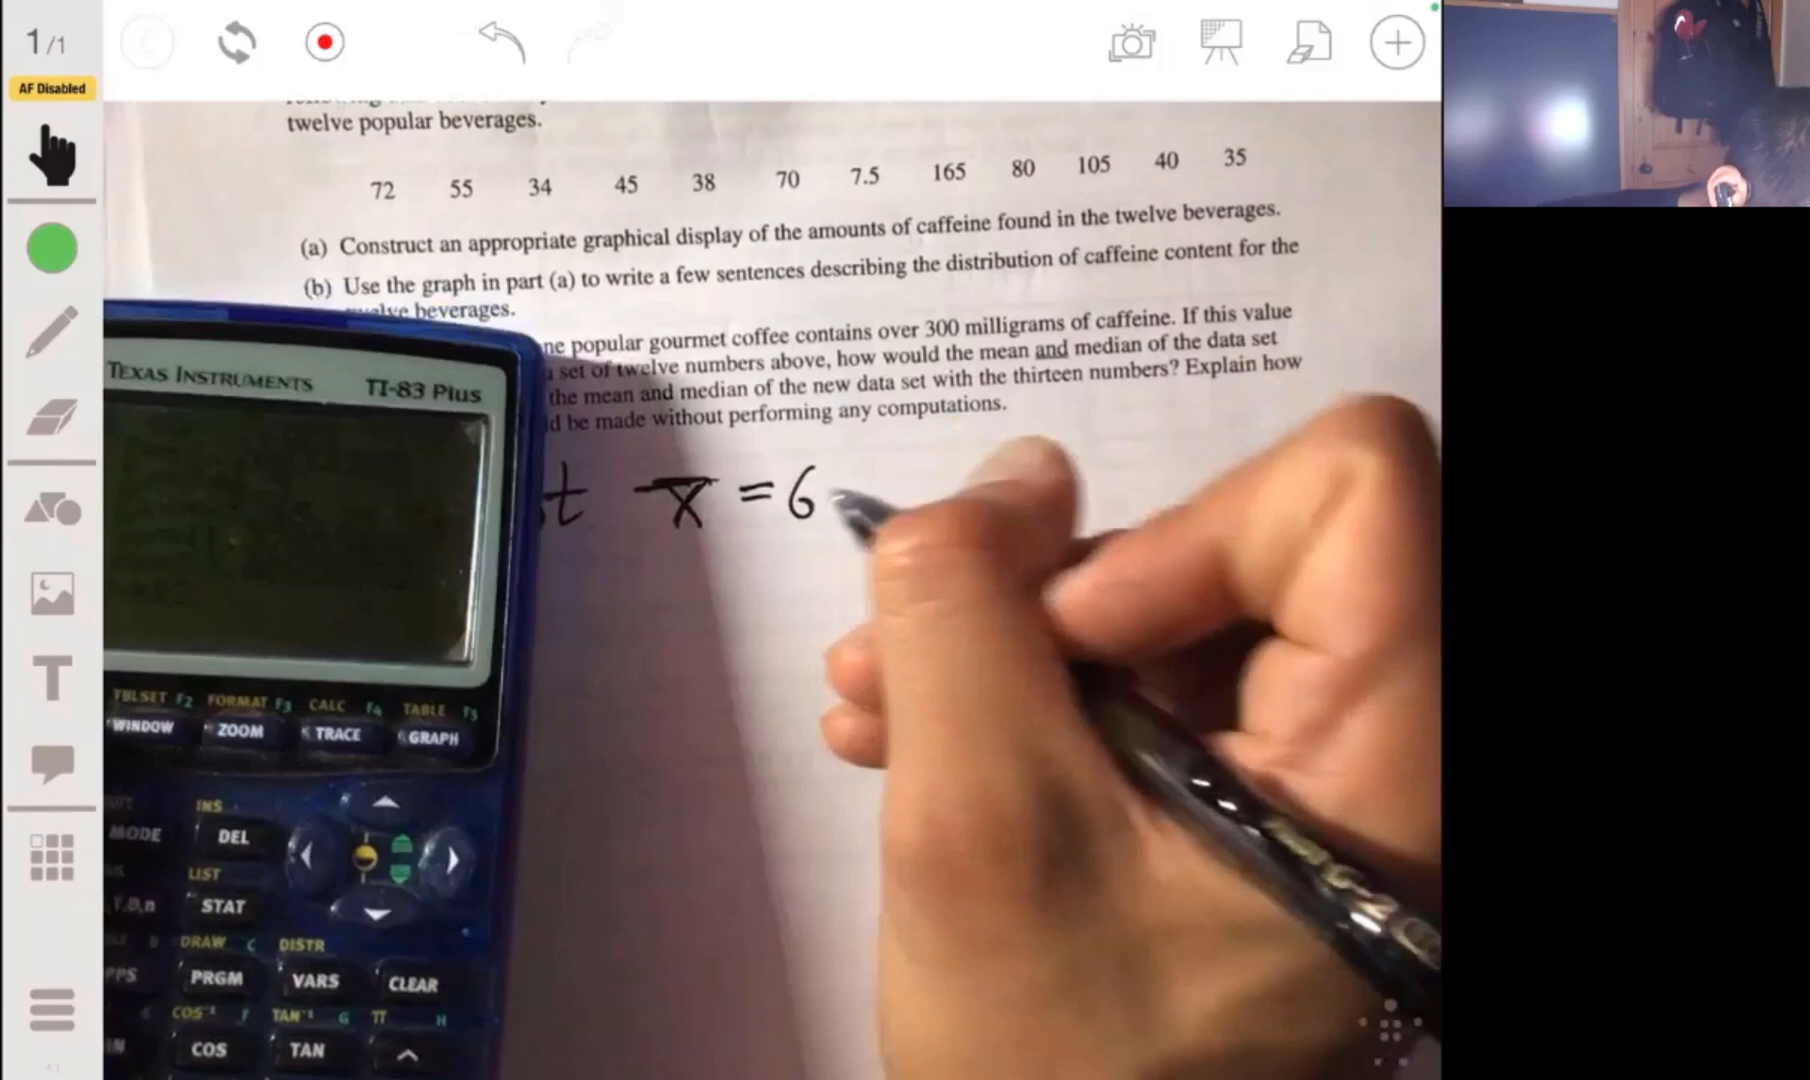 1/1
AF Disabled
twelve popular beverages.
72 55 34 45 38 70 7.5 165 80 105 40 35
(a) Construct an appropriate graphical display of the amounts of caffeine found in the twelve beverages.
(b) Use the graph in part (a) to write a few sentences describing the distribution of caffeine content for the
beverages.
popular gourmet coffee contains over 300 milligrams of caffeine. If this value
set of twelve numbers above, how would the mean and median of the data set
the mean and median of the new data set with the thirteen numbers? Explain how
be made without performing any computations.
x̄ = 6
TEXAS INSTRUMENTS TI-83 Plus
TBLSET F2 FORMAT F3 CALC F4 TABLE F5
WINDOW ZOOM TRACE GRAPH
INS
MODE DEL
LIST
STAT
DRAW C DISTR
PRGM VARS CLEAR
COS⁻¹ F TAN⁻¹ G π H
COS TAN ^
T